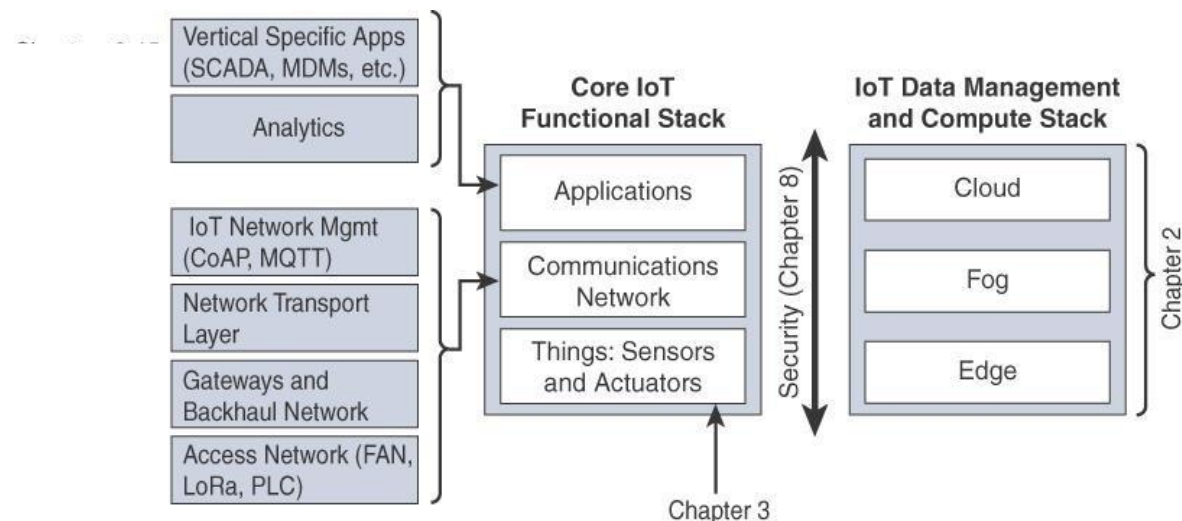 Vertical Specific Apps
(SCADA, MDMs, etc.)
Analytics
IoT Network Mgmt
(CoAP, MQTT)
Network Transport
Layer
Gateways and
Backhaul Network
Access Network (FAN,
LoRa, PLC)
Core IoT
Functional Stack
Applications
Communications
Network
Things: Sensors
and Actuators
Chapter 3
Security (Chapter 8)
IoT Data Management
and Compute Stack
Cloud
Fog
Edge
Chapter 2